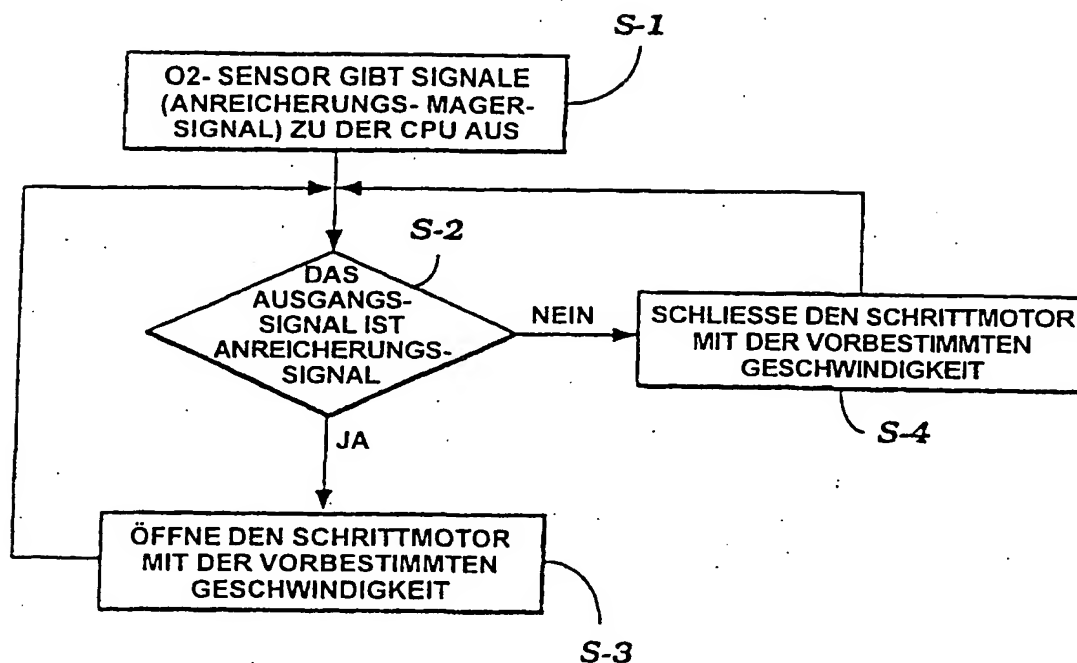 S-1
O2- SENSOR GIBT SIGNALE
(ANREICHERUNGS- MAGER-
SIGNAL) ZU DER CPU AUS
S-2
DAS
AUSGANGS-
SIGNAL IST
ANREICHERUNGS-
SIGNAL
NEIN
SCHLIESSE DEN SCHRITTMOTOR
MIT DER VORBESTIMMTEN
GESCHWINDIGKEIT
S-4
JA
ÖFFNE DEN SCHRITTMOTOR
MIT DER VORBESTIMMTEN
GESCHWINDIGKEIT
S-3